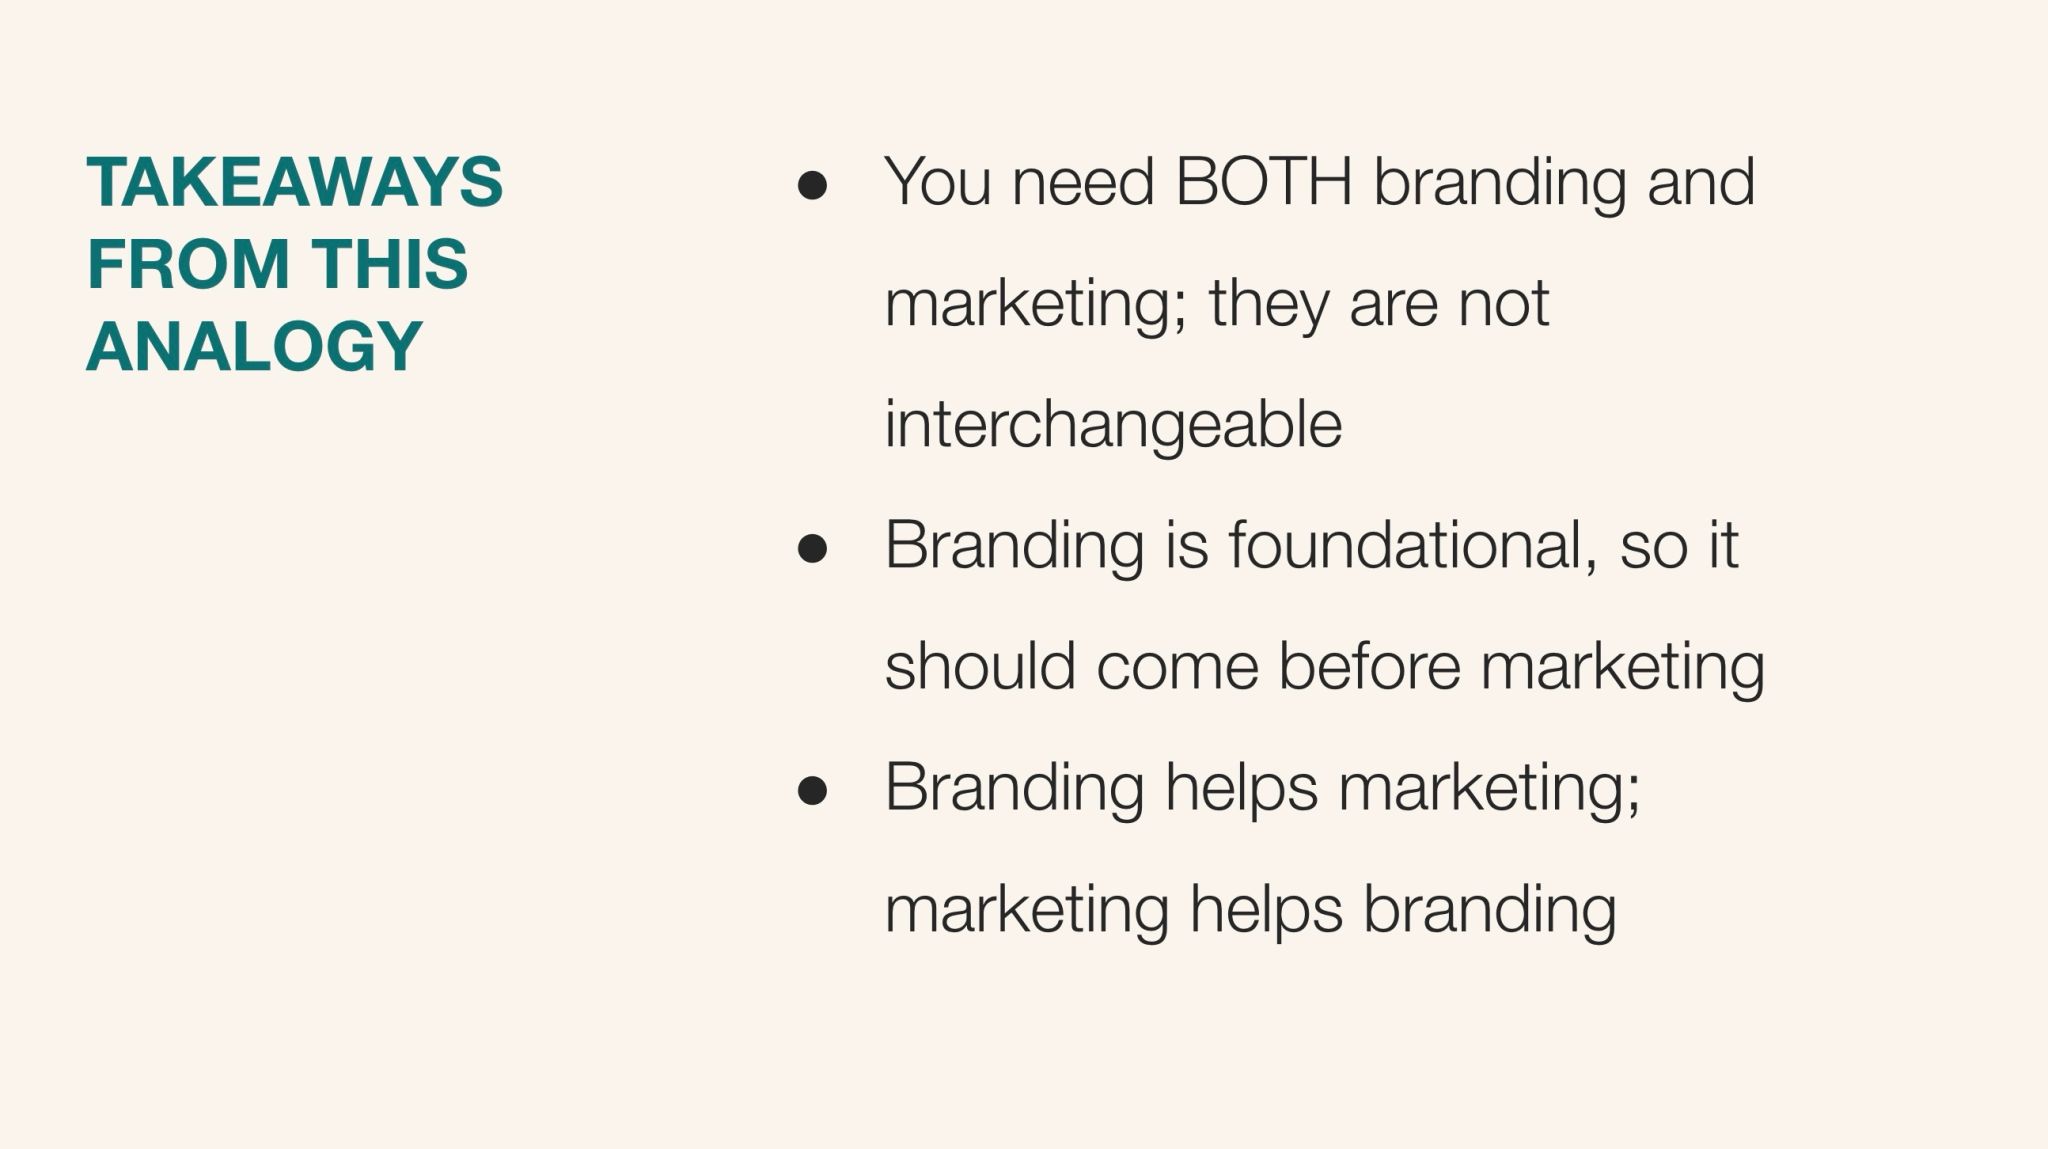 TAKEAWAYS
FROM THIS
ANALOGY
● You need BOTH branding and
marketing; they are not
interchangeable
● Branding is foundational, so it
should come before marketing
● Branding helps marketing;
marketing helps branding